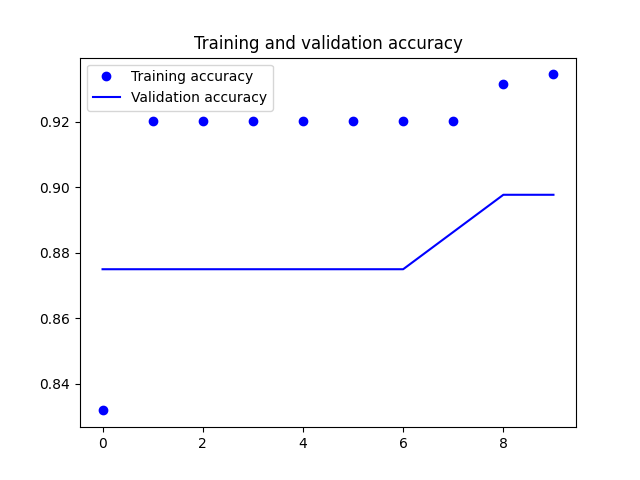 Training and validation accuracy
Training accuracy
Validation accuracy
0.92
0.90
0.88
0.86
0.84
0 2 4 6 8